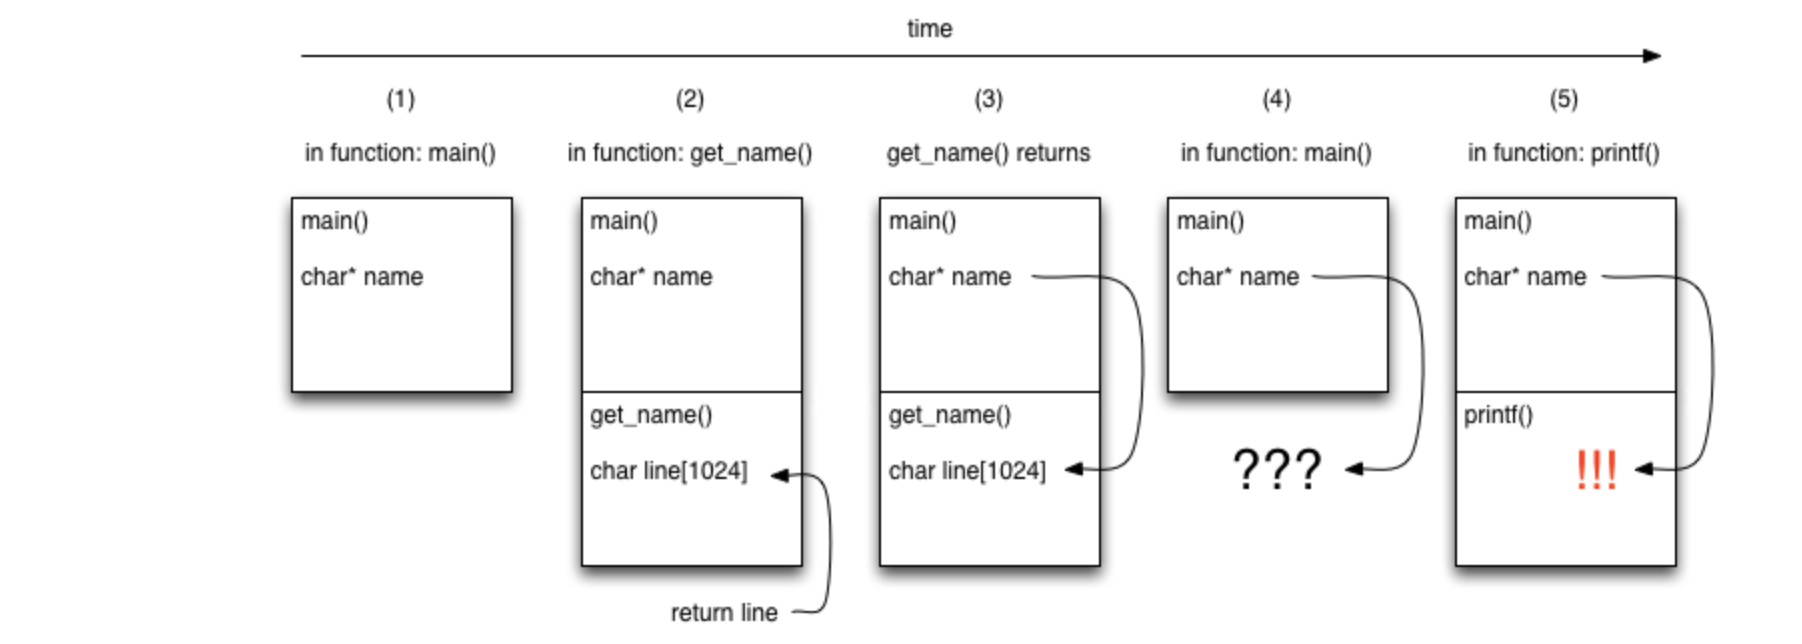 time
(1)
(2)
(3)
(4)
(5)
in function: main()
in function: get_name()
get_name() returns
in function: main()
in function: printf()
main()
char* name
main()
char* name
get_name()
char line[1024]
return line
main()
char* name
get_name()
char line[1024]
main()
char* name
???
main()
char* name
printf()
!!!